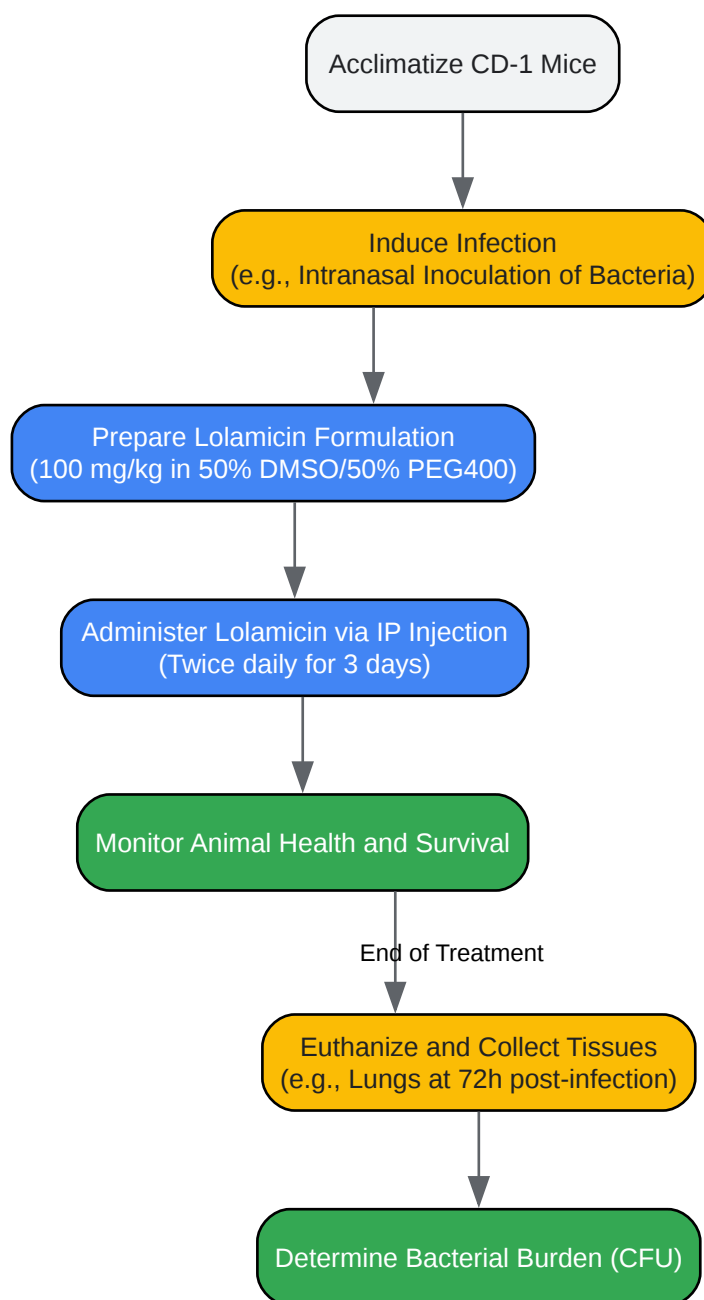 Acclimatize CD-1 Mice
Induce Infection
(e.g., Intranasal Inoculation of Bacteria)
Prepare Lolamicin Formulation
(100 mg/kg in 50% DMSO/50% PEG400)
Administer Lolamicin via IP Injection
(Twice daily for 3 days)
Monitor Animal Health and Survival
End of Treatment
Euthanize and Collect Tissues
(e.g., Lungs at 72h post-infection)
Determine Bacterial Burden (CFU)